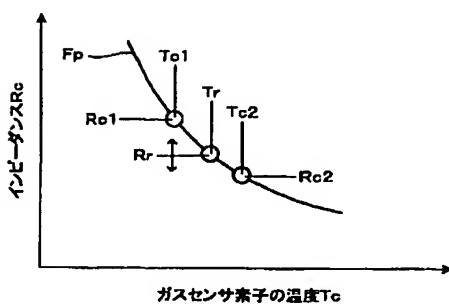 Fp
Tc1
Tr
Tc2
Rc1
Rr
Rc2
インピーダンスRc
ガスセンサ素子の温度Tc